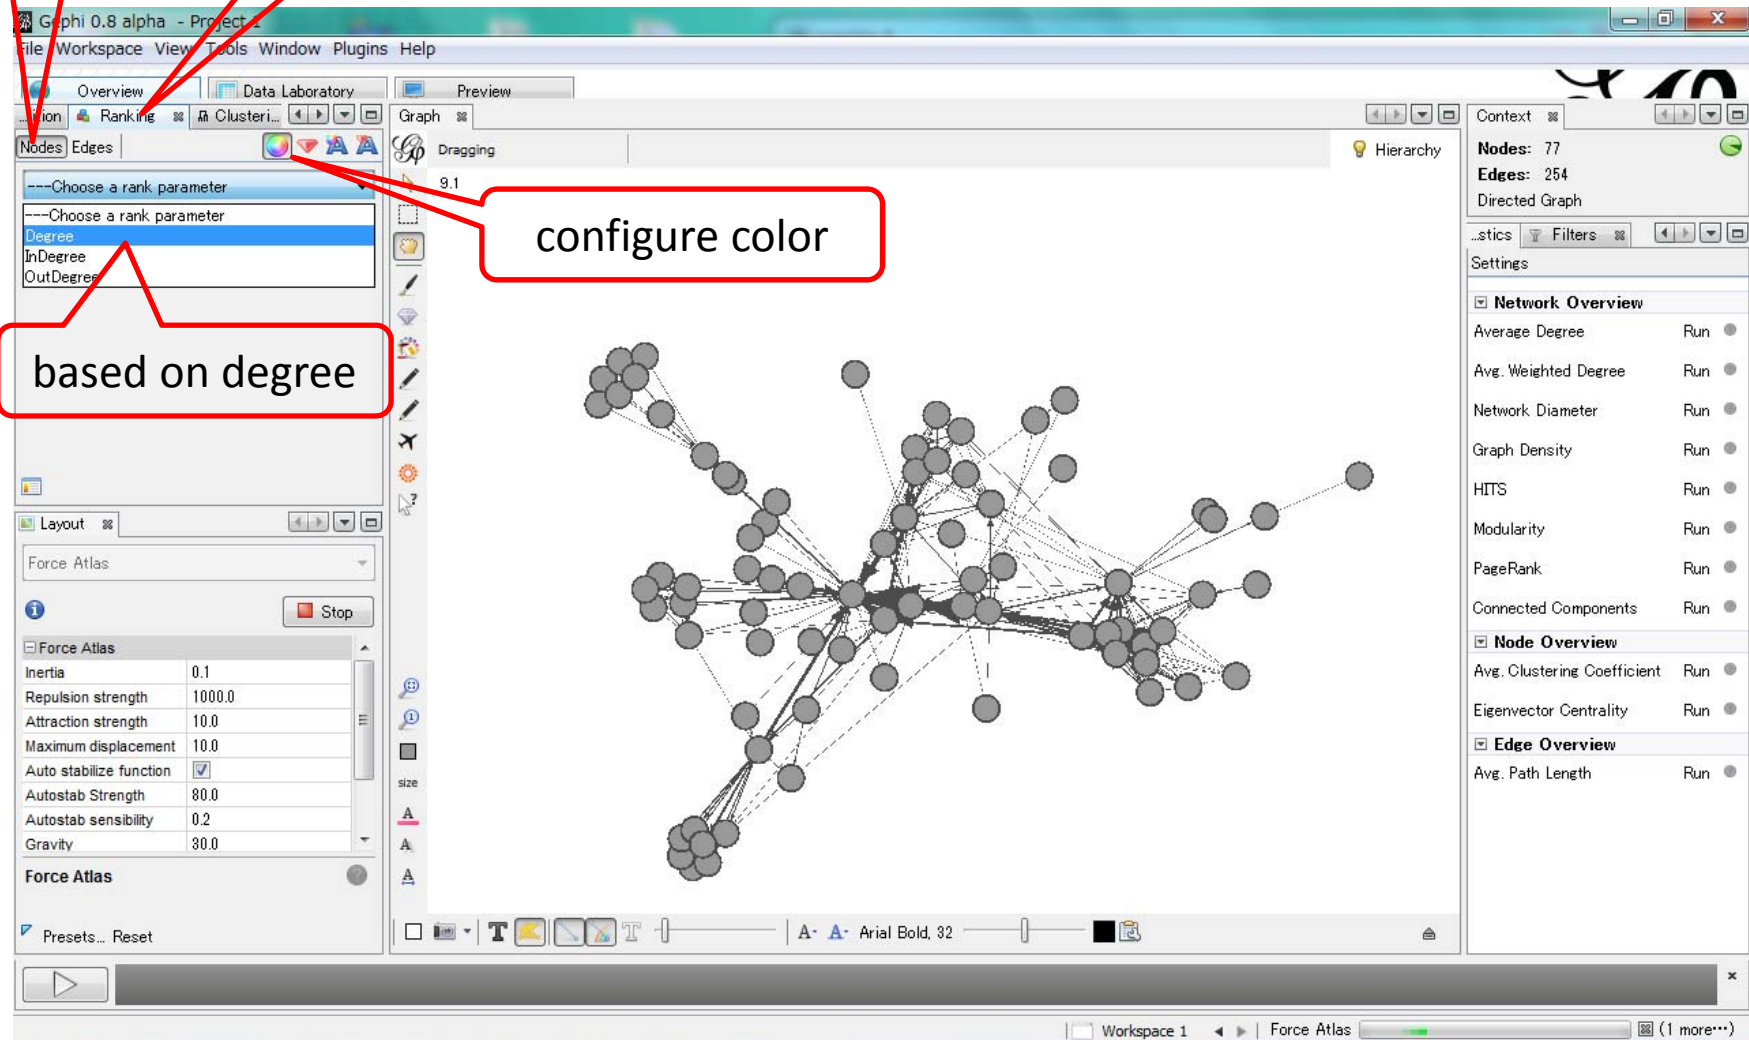 Gephi 0.8 alpha - Project 1
File Workspace View Tools Window Plugins Help
Overview
Data Laboratory
Preview
...tion
Ranking
Clusteri...
Nodes Edges
---Choose a rank parameter
---Choose a rank parameter
Degree
InDegree
OutDegree
based on degree
configure color
Graph
Dragging
Hierarchy
9.1
size
Layout
Force Atlas
Stop
Force Atlas
Inertia 0.1
Repulsion strength 1000.0
Attraction strength 10.0
Maximum displacement 10.0
Auto stabilize function
Autostab Strength 80.0
Autostab sensibility 0.2
Gravity 30.0
Force Atlas
Presets... Reset
A- A- Arial Bold, 32
Context
Nodes: 77
Edges: 254
Directed Graph
...stics Filters
Settings
Network Overview
Average Degree Run
Avg. Weighted Degree Run
Network Diameter Run
Graph Density Run
HITS Run
Modularity Run
PageRank Run
Connected Components Run
Node Overview
Avg. Clustering Coefficient Run
Eigenvector Centrality Run
Edge Overview
Avg. Path Length Run
Workspace 1
Force Atlas
(1 more...)